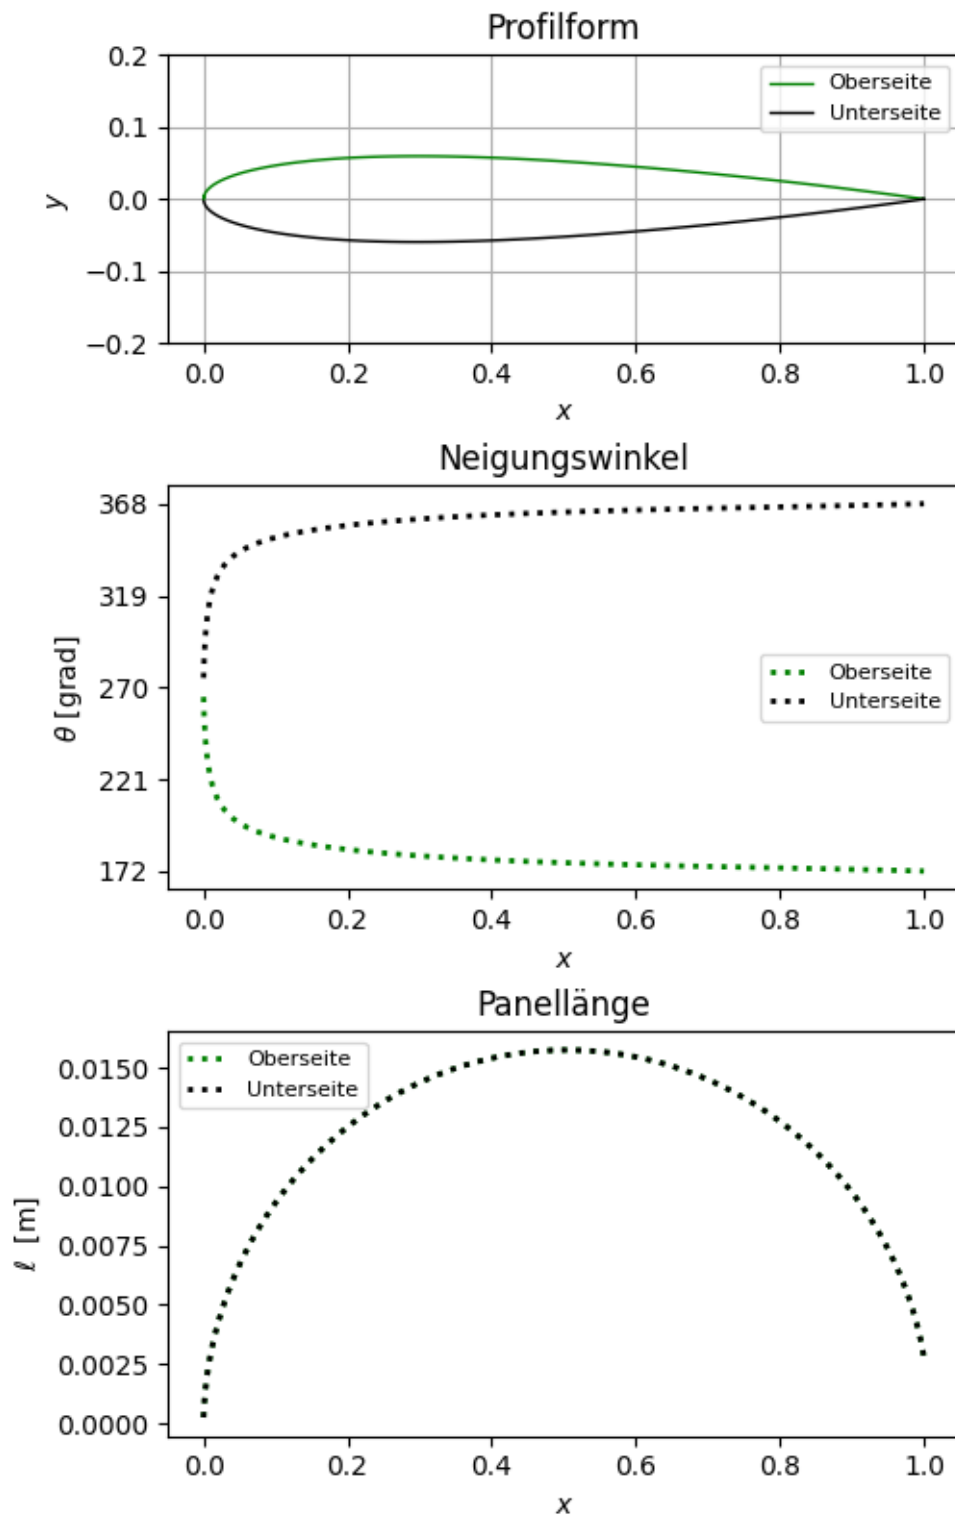 Profilform
0.2
0.1
0.0
−0.1
−0.2
y
Oberseite
Unterseite
0.0 0.2 0.4 0.6 0.8 1.0
x
Neigungswinkel
368
319
270
221
172
θ [grad]
Oberseite
Unterseite
0.0 0.2 0.4 0.6 0.8 1.0
x
Panellänge
0.0150
0.0125
0.0100
0.0075
0.0050
0.0025
0.0000
ℓ [m]
Oberseite
Unterseite
0.0 0.2 0.4 0.6 0.8 1.0
x